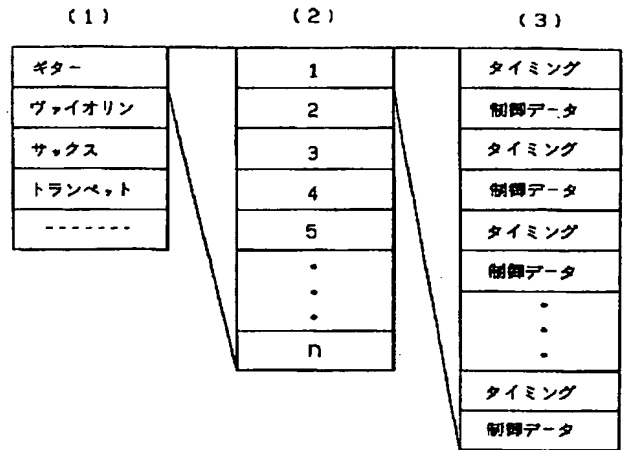 (1)
(2)
(3)
ギター
ヴァイオリン
サックス
トランペット
-------
1
2
3
4
5
・
・
・
n
タイミング
制御データ
タイミング
制御データ
タイミング
制御データ
・
・
・
タイミング
制御データ